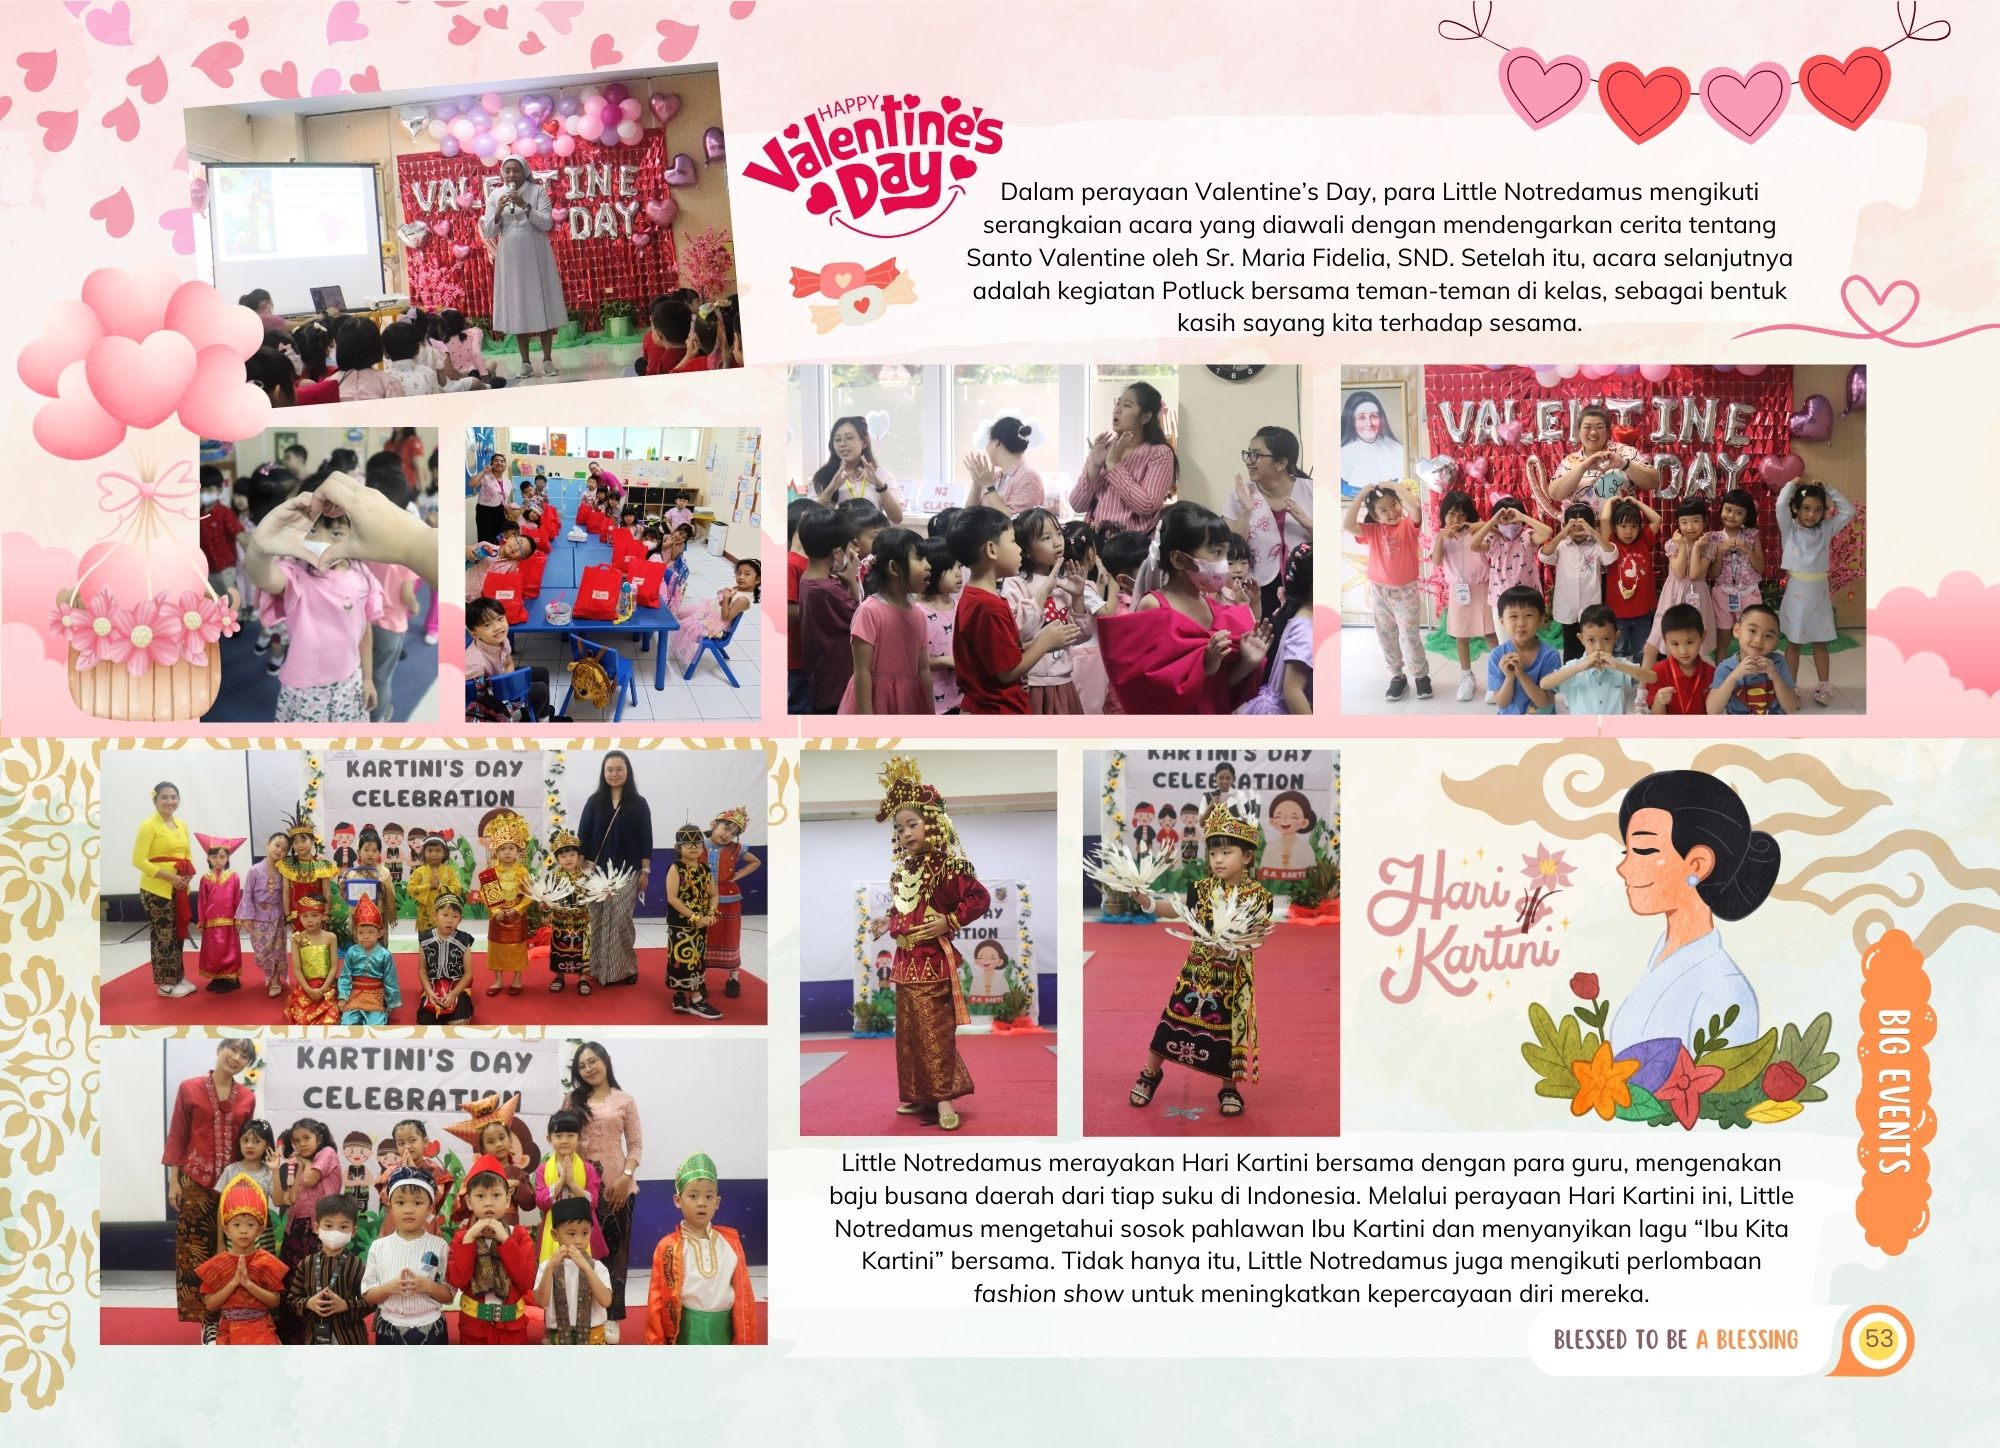 HAPPY
Valentine's
Day
Dalam perayaan Valentine’s Day, para Little Notredamus mengikuti
serangkaian acara yang diawali dengan mendengarkan cerita tentang
Santo Valentine oleh Sr. Maria Fidelia, SND. Setelah itu, acara selanjutnya
adalah kegiatan Potluck bersama teman-teman di kelas, sebagai bentuk
kasih sayang kita terhadap sesama.
VALENTINE
DAY
N2
CLASS
VALENTINE
DAY
KARTINI'S DAY
CELEBRATION
KARTINI'S DAY
CELEBRATION
R.A. KARTI
Hari
Kartini
KARTINI'S DAY
CELEBRATION
Little Notredamus merayakan Hari Kartini bersama dengan para guru, mengenakan
baju busana daerah dari tiap suku di Indonesia. Melalui perayaan Hari Kartini ini, Little
Notredamus mengetahui sosok pahlawan Ibu Kartini dan menyanyikan lagu “Ibu Kita
Kartini” bersama. Tidak hanya itu, Little Notredamus juga mengikuti perlombaan
fashion show untuk meningkatkan kepercayaan diri mereka.
BIG EVENTS
BLESSED TO BE A BLESSING
53